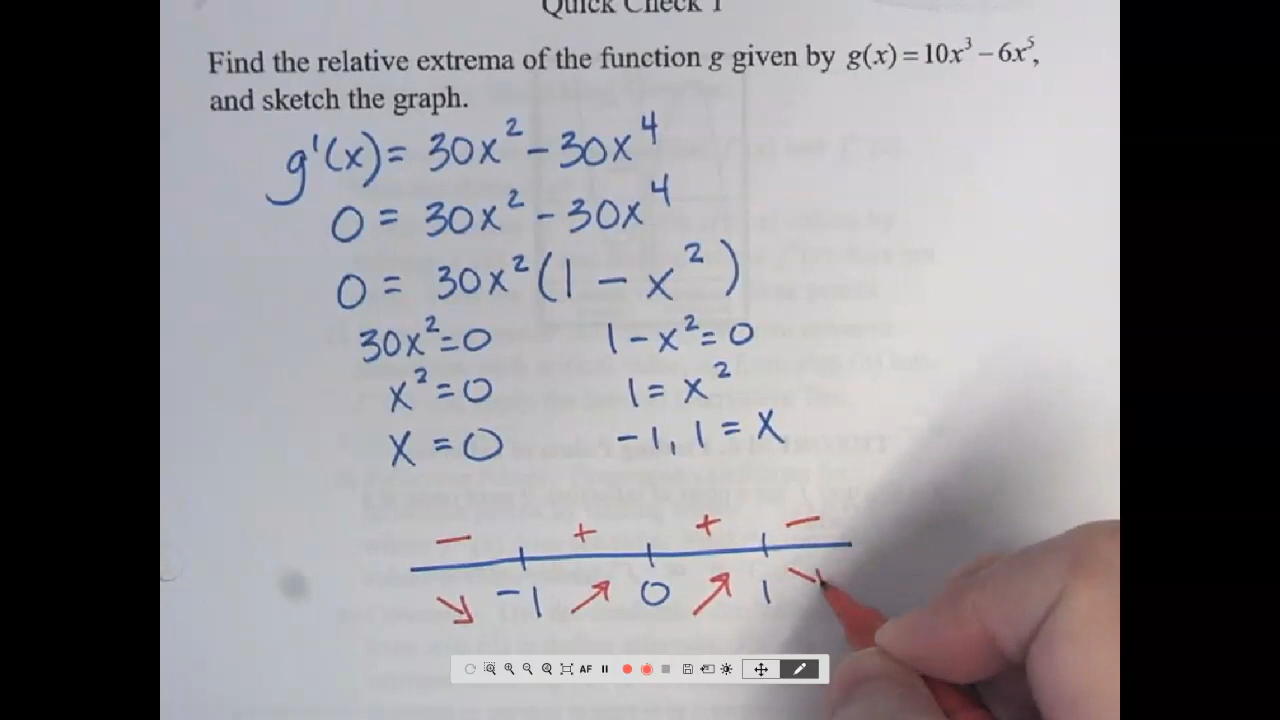 Quick Check 1
Find the relative extrema of the function g given by g(x) = 10x³ – 6x⁵,
and sketch the graph.
g'(x) = 30x² - 30x⁴
0 = 30x² - 30x⁴
0 = 30x²(1 - x²)
30x² = 0 1 - x² = 0
x² = 0 1 = x²
x = 0 -1, 1 = x
- + + -
↘ -1 ↗ 0 ↗ 1 ↘
AF